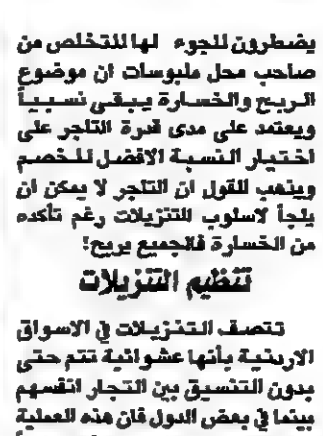 يضطرون للجوء لها للتخلص من
صاحب محل ملبوسات ان موضوع
الربح والخسارة يبقى نسبياً
ويعتمد على مدى قدرة التاجر على
اختيار النسبة الافضل للخصم
ويذهب للقول ان التاجر لا يمكن ان
يلجأ لاسلوب التنزيلات رغم تأكده
من الخسارة فالجميع يربح!
تنظيم التنزيلات
تتصف التنزيلات في الاسواق
الاردنية بأنها عشوائية تتم حتى
بدون التنسيق بين التجار انفسهم
بينما في بعض الدول فان هذه العملية